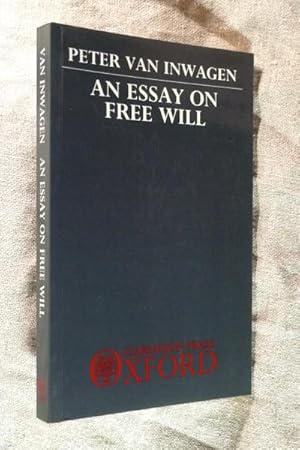 PETER VAN INWAGEN
AN ESSAY ON
FREE WILL
CLARENDON PRESS
OXFORD
VAN INWAGEN AN ESSAY ON FREE WILL